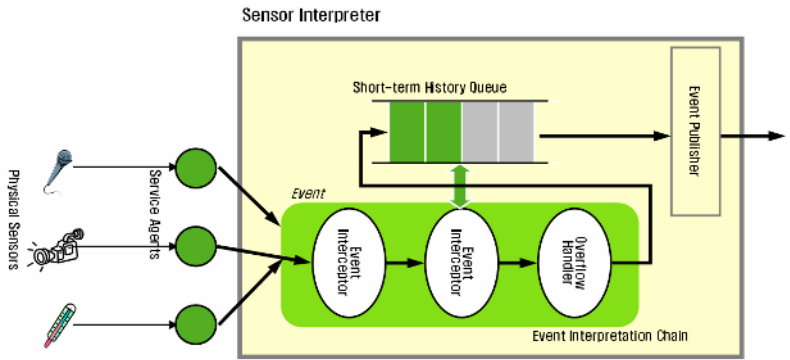 Sensor Interpreter
Short-term History Queue
Event Publisher
Physical Sensors
Service Agents
Event
Event
Interceptor
Event
Interceptor
Overflow
Handler
Event Interpretation Chain